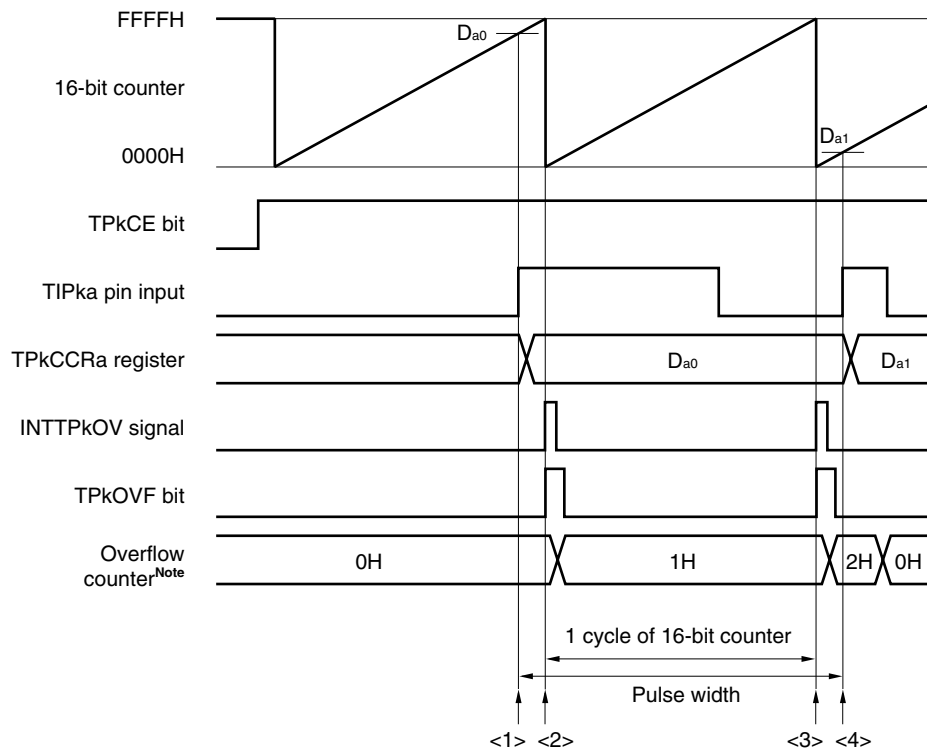 FFFFH
Da0
16-bit counter
Da1
0000H
TPkCE bit
TIPka pin input
TPkCCRa register
Da0
Da1
INTTPkOV signal
TPkOVF bit
Overflow
counterNote
0H
1H
2H
0H
1 cycle of 16-bit counter
Pulse width
<1> <2> <3> <4>